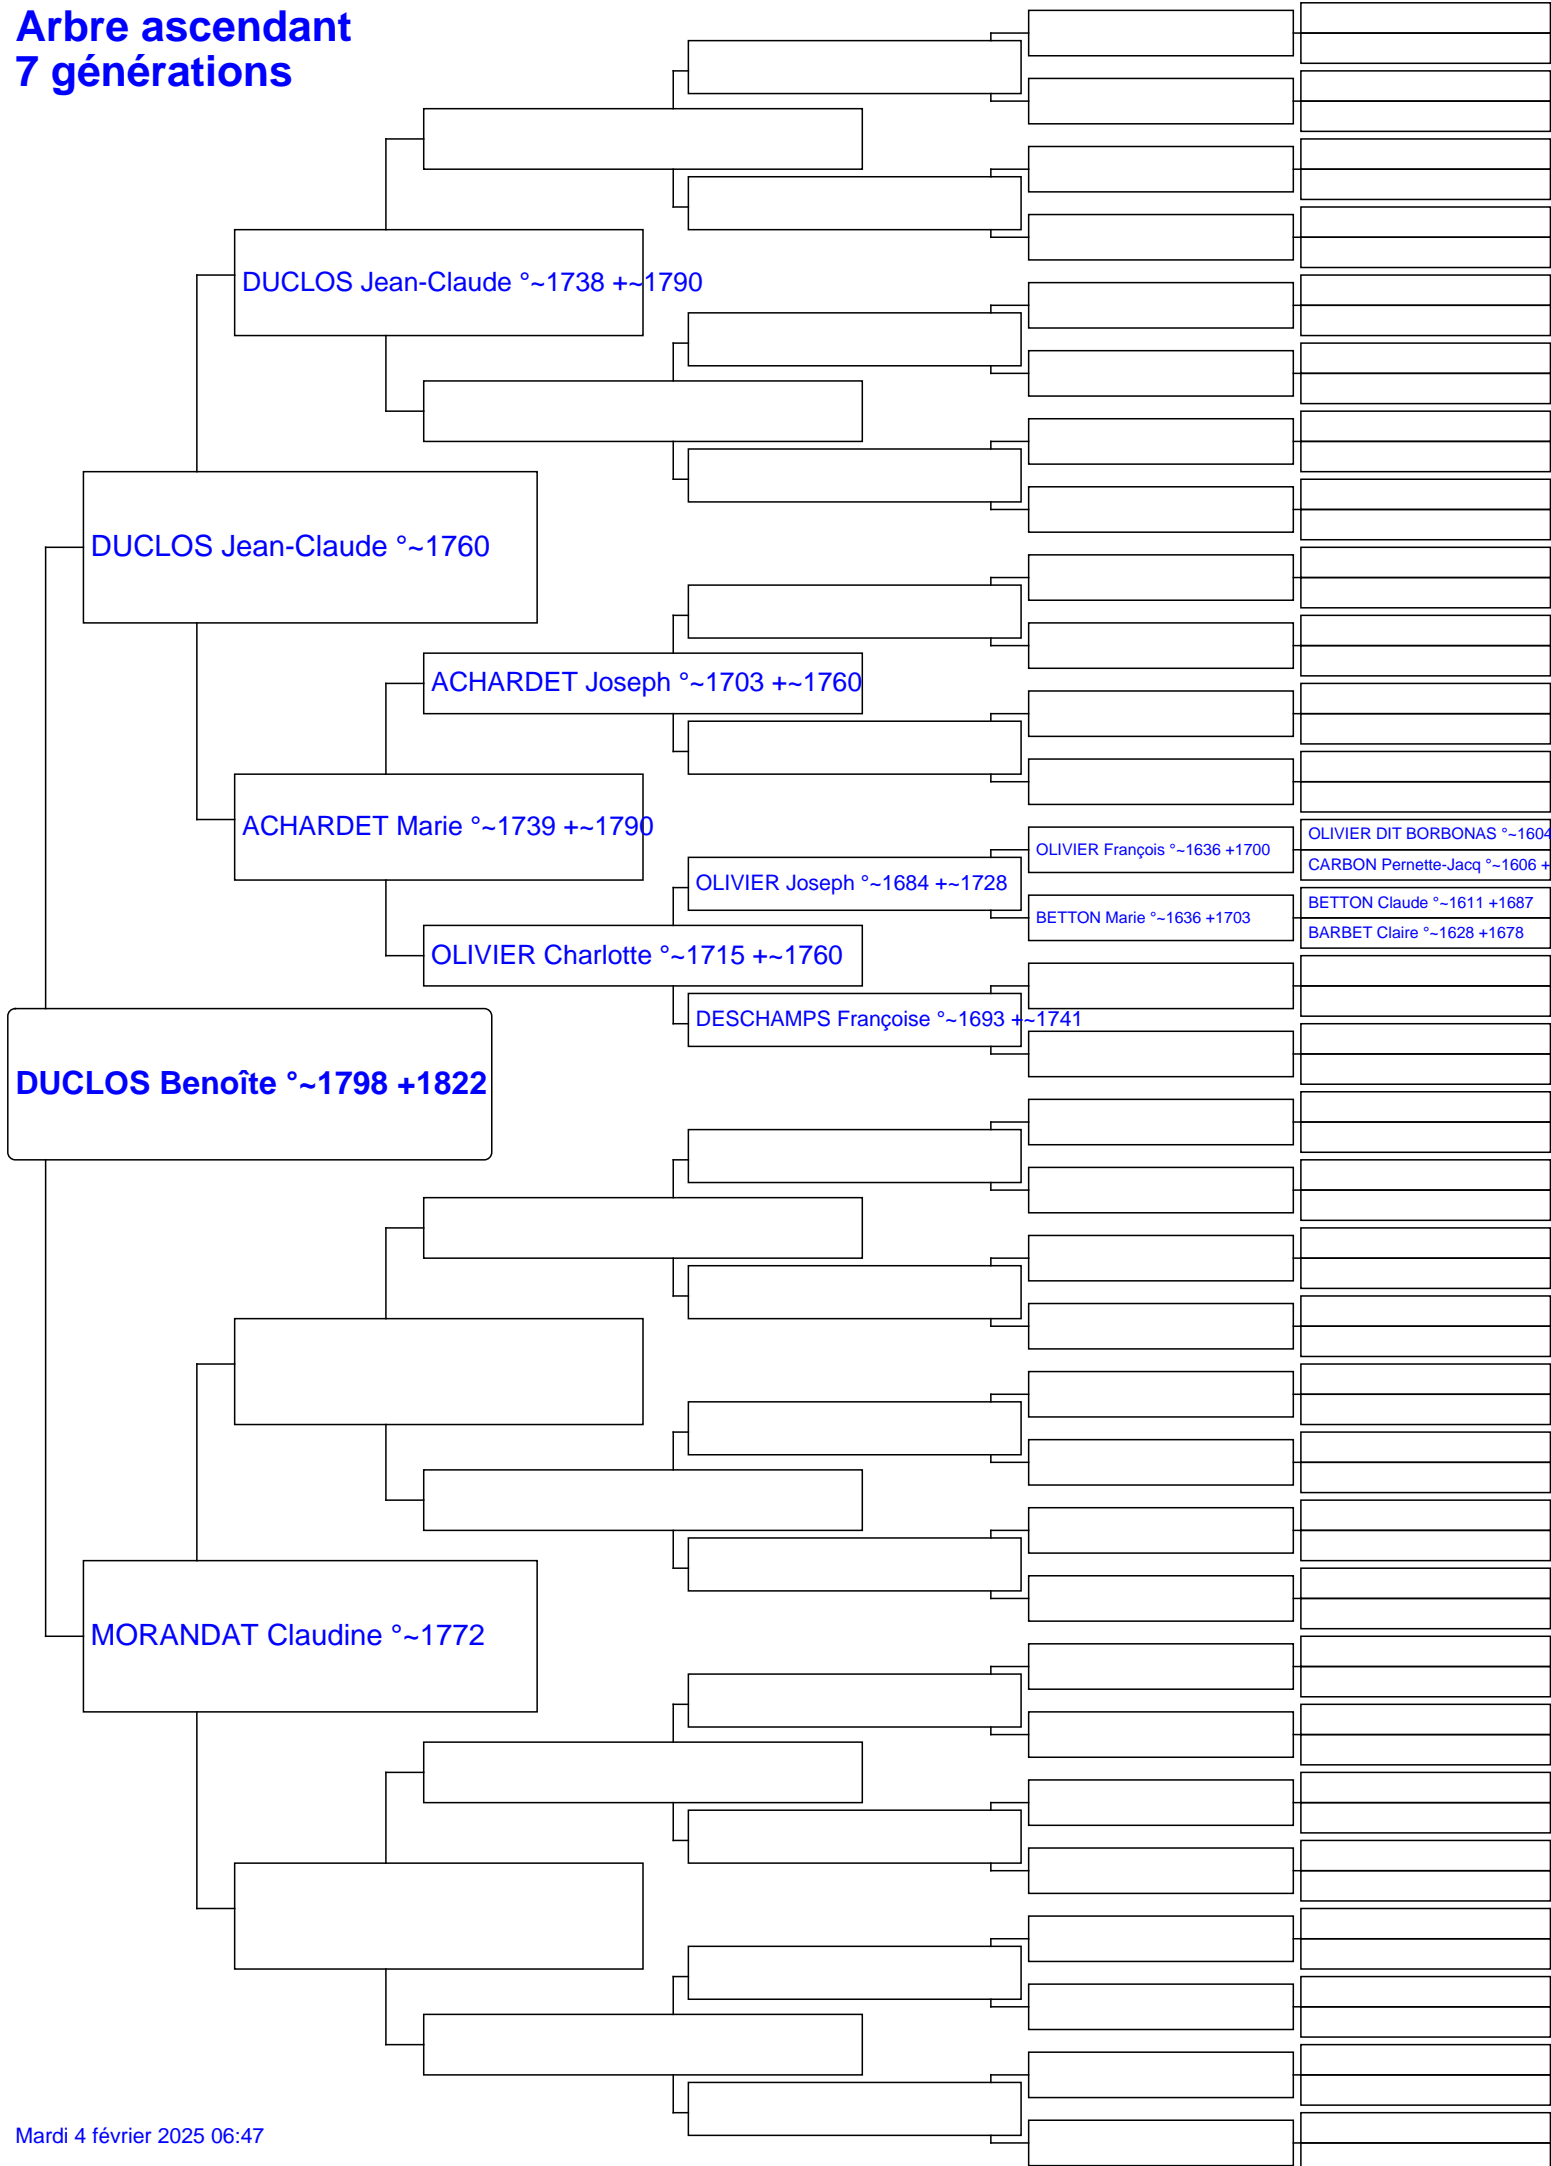 Arbre ascendant
7 générations
DUCLOS Jean-Claude °~1738 +~1790
DUCLOS Jean-Claude °~1760
ACHARDET Joseph °~1703 +~1760
ACHARDET Marie °~1739 +~1790
OLIVIER DIT BORBONAS °~1604
OLIVIER François °~1636 +1700
CARBON Pernette-Jacq °~1606 +
OLIVIER Joseph °~1684 +~1728
BETTON Claude °~1611 +1687
BETTON Marie °~1636 +1703
BARBET Claire °~1628 +1678
OLIVIER Charlotte °~1715 +~1760
DESCHAMPS Françoise °~1693 +~1741
DUCLOS Benoîte °~1798 +1822
MORANDAT Claudine °~1772
Mardi 4 février 2025 06:47